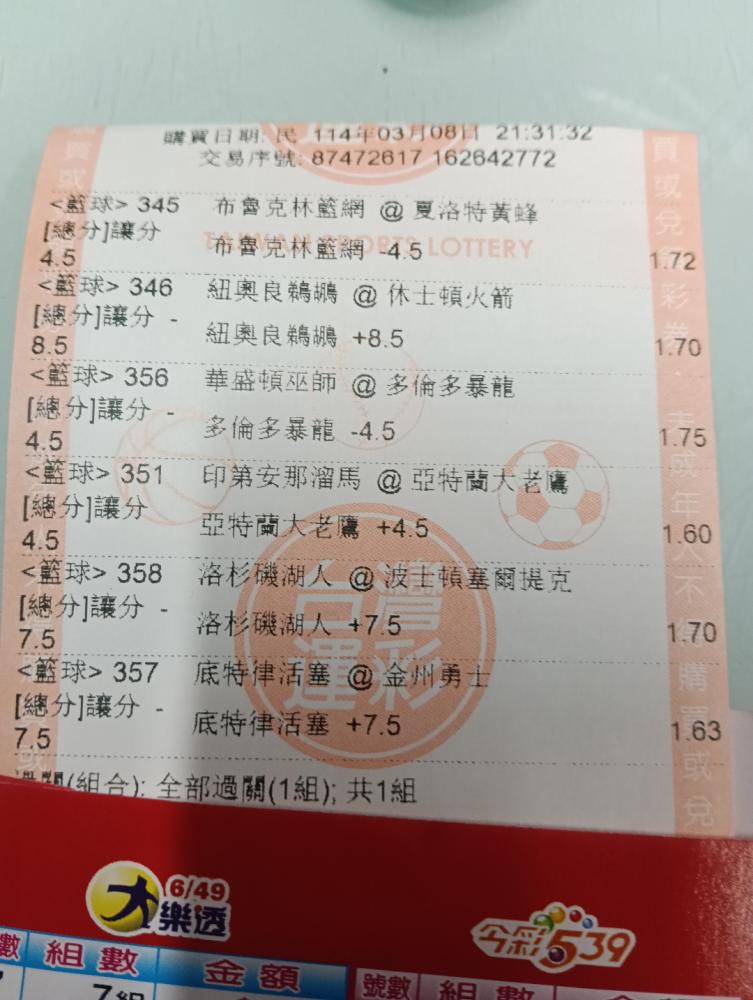 購買日期: 民 114年03月08日 21:31:32
交易序號: 87472617 162642772
TAIWAN SPORTS LOTTERY
<籃球> 345 布魯克林籃網 @ 夏洛特黃蜂
[總分]讓分
4.5 布魯克林籃網 -4.5 1.72
<籃球> 346 紐奧良鵜鶘 @ 休士頓火箭
[總分]讓分 -
8.5 紐奧良鵜鶘 +8.5 1.70
<籃球> 356 華盛頓巫師 @ 多倫多暴龍
[總分]讓分 -
4.5 多倫多暴龍 -4.5 1.75
<籃球> 351 印第安那溜馬 @ 亞特蘭大老鷹
[總分]讓分
4.5 亞特蘭大老鷹 +4.5 1.60
<籃球> 358 洛杉磯湖人 @ 波士頓塞爾提克
[總分]讓分 -
7.5 洛杉磯湖人 +7.5 1.70
<籃球> 357 底特律活塞 @ 金州勇士
[總分]讓分 -
7.5 底特律活塞 +7.5 1.63
過關(組合): 全部過關(1組); 共1組
台灣
運彩
6/49
大樂透
今彩539
數 組數 金額 號數 組數
7組